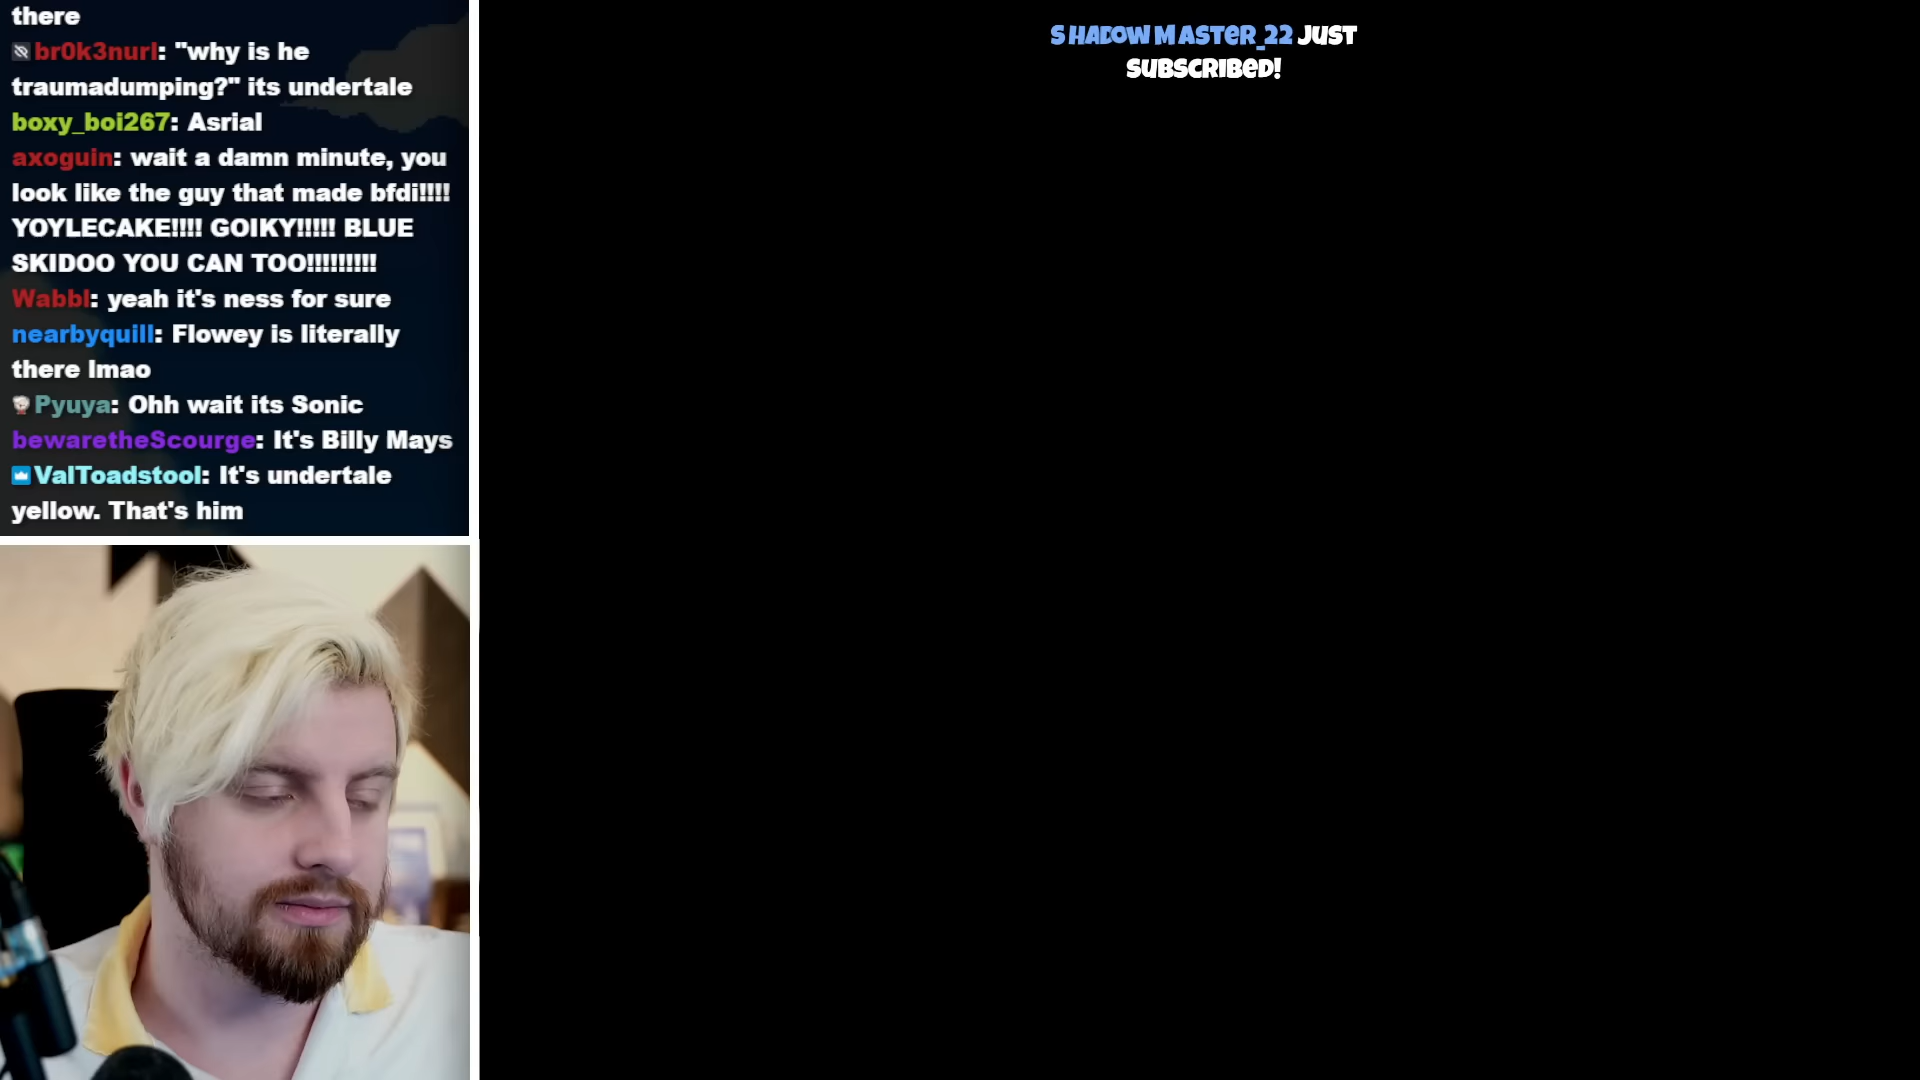 there
br0k3nurl: "why is he
traumadumping?" its undertale
boxy_boi267: Asrial
axoguin: wait a damn minute, you
look like the guy that made bfdi!!!!
YOYLECAKE!!!! GOIKY!!!!! BLUE
SKIDOO YOU CAN TOO!!!!!!!!!
Wabbl: yeah it's ness for sure
nearbyquill: Flowey is literally
there lmao
Pyuya: Ohh wait its Sonic
bewaretheScourge: It's Billy Mays
ValToadstool: It's undertale
yellow. That's him
SHADOWMASTER_22 JUST
SUBSCRIBED!